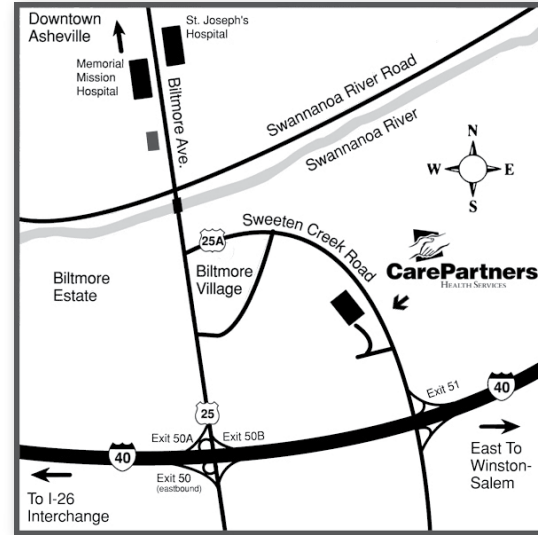 Downtown
Asheville
St. Joseph's
Hospital
Memorial
Mission
Hospital
Biltmore Ave.
Swannanoa River Road
Swannanoa River
N
W
E
S
25A
Sweeten Creek Road
Biltmore
Estate
Biltmore
Village
CarePartners
HEALTH SERVICES
25
Exit 51
40
Exit 50A
Exit 50B
40
Exit 50
(eastbound)
To I-26
Interchange
East To
Winston-
Salem